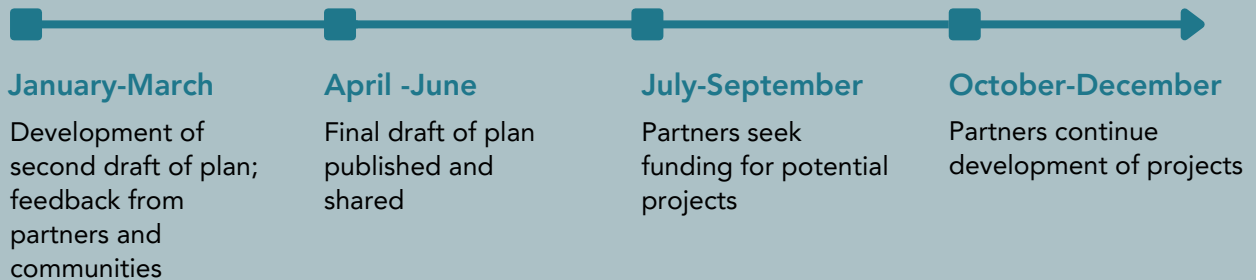 January-March
Development of
second draft of plan;
feedback from
partners and
communities
April -June
Final draft of plan
published and
shared
July-September
Partners seek
funding for potential
projects
October-December
Partners continue
development of projects